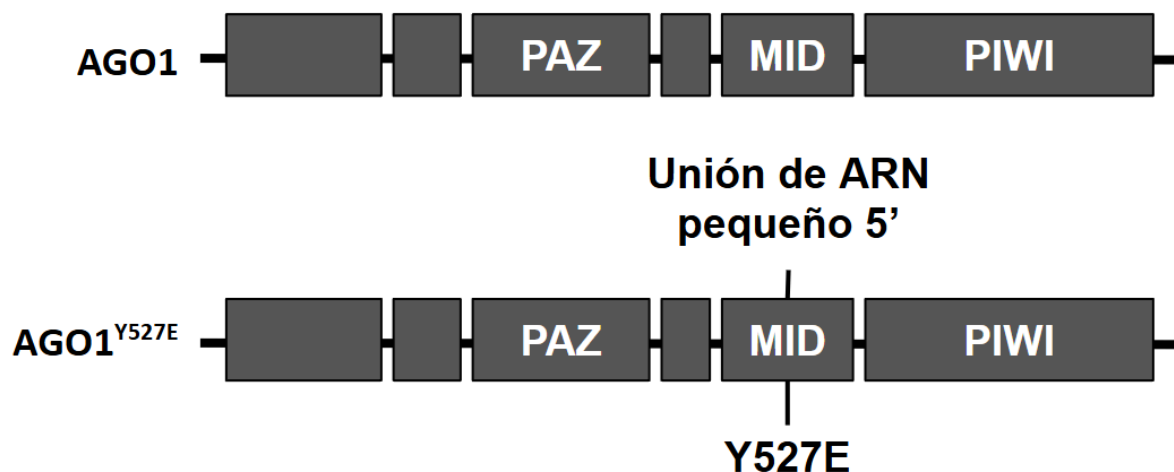 AGO1 PAZ MID PIWI
Unión de ARN
pequeño 5’
AGO1Y527E PAZ MID PIWI
Y527E